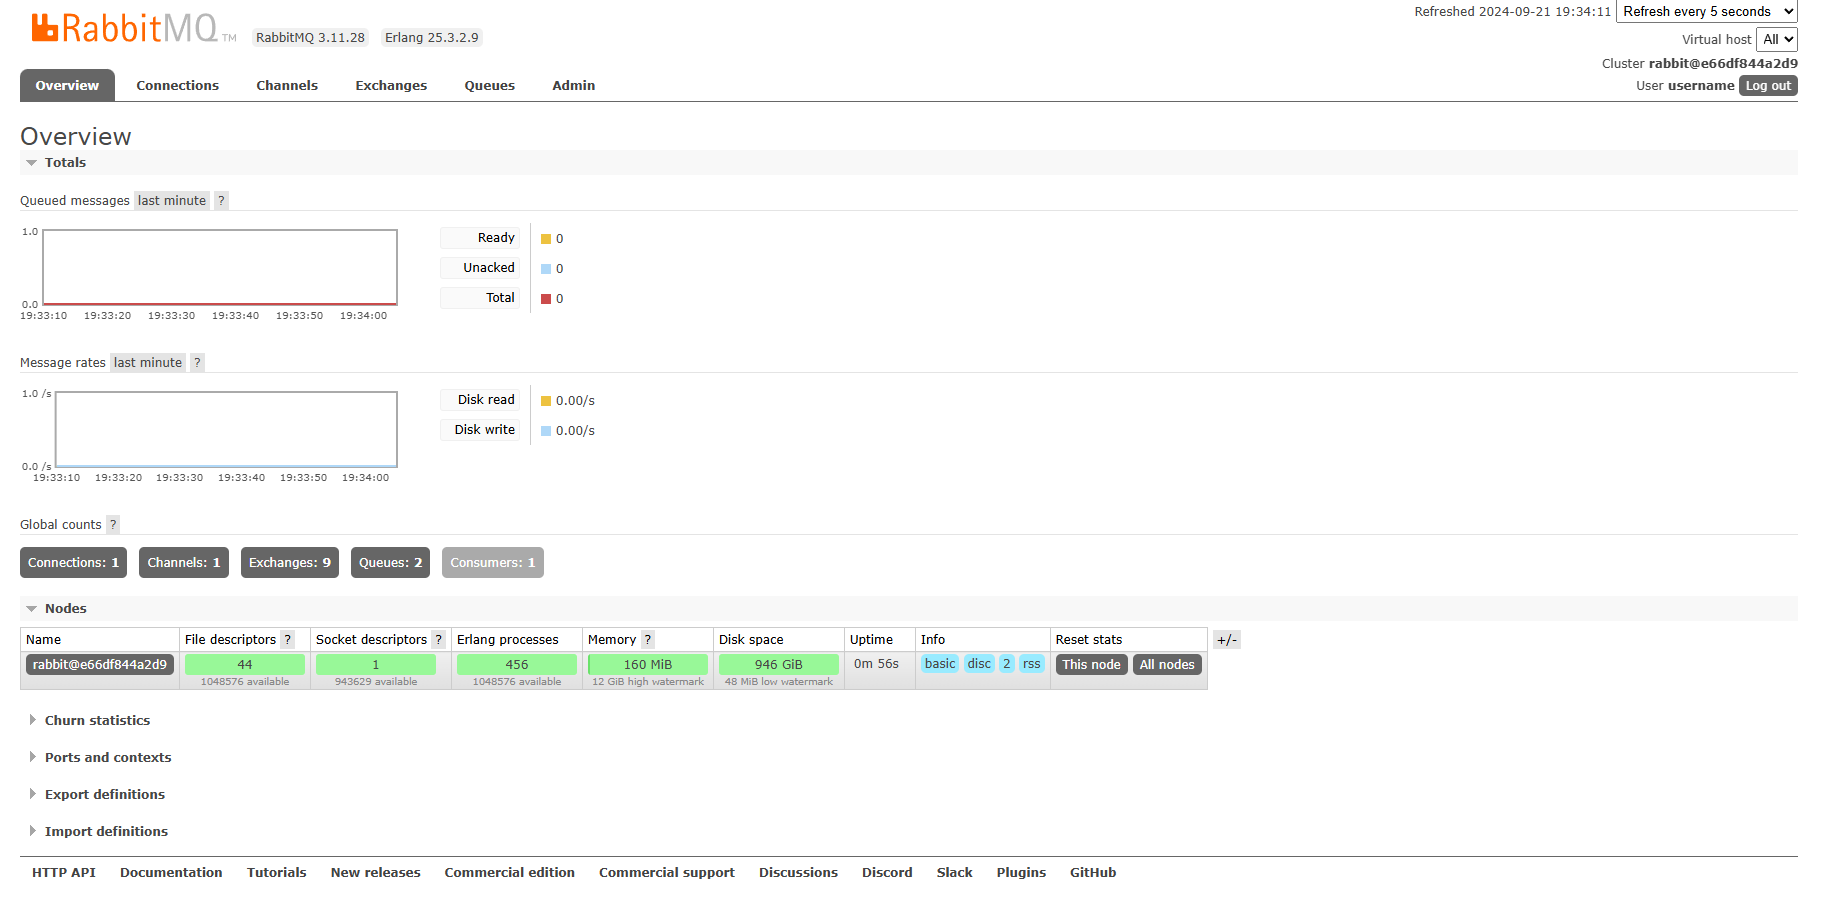 Refreshed 2024-09-21 19:34:11 Refresh every 5 seconds
RabbitMQ TM RabbitMQ 3.11.28 Erlang 25.3.2.9
Virtual host All
Cluster rabbit@e66df844a2d9
User username Log out
Overview Connections Channels Exchanges Queues Admin
Overview
Totals
Queued messages last minute ?
1.0
0.0
19:33:10 19:33:20 19:33:30 19:33:40 19:33:50 19:34:00
Ready 0
Unacked 0
Total 0
Message rates last minute ?
1.0 /s
0.0 /s
19:33:10 19:33:20 19:33:30 19:33:40 19:33:50 19:34:00
Disk read 0.00/s
Disk write 0.00/s
Global counts ?
Connections: 1 Channels: 1 Exchanges: 9 Queues: 2 Consumers: 1
Nodes
Name File descriptors ? Socket descriptors ? Erlang processes Memory ? Disk space Uptime Info Reset stats +/-
rabbit@e66df844a2d9 44 1 456 160 MiB 946 GiB 0m 56s basic disc 2 rss This node All nodes
1048576 available 943629 available 1048576 available 12 GiB high watermark 48 MiB low watermark
Churn statistics
Ports and contexts
Export definitions
Import definitions
HTTP API Documentation Tutorials New releases Commercial edition Commercial support Discussions Discord Slack Plugins GitHub